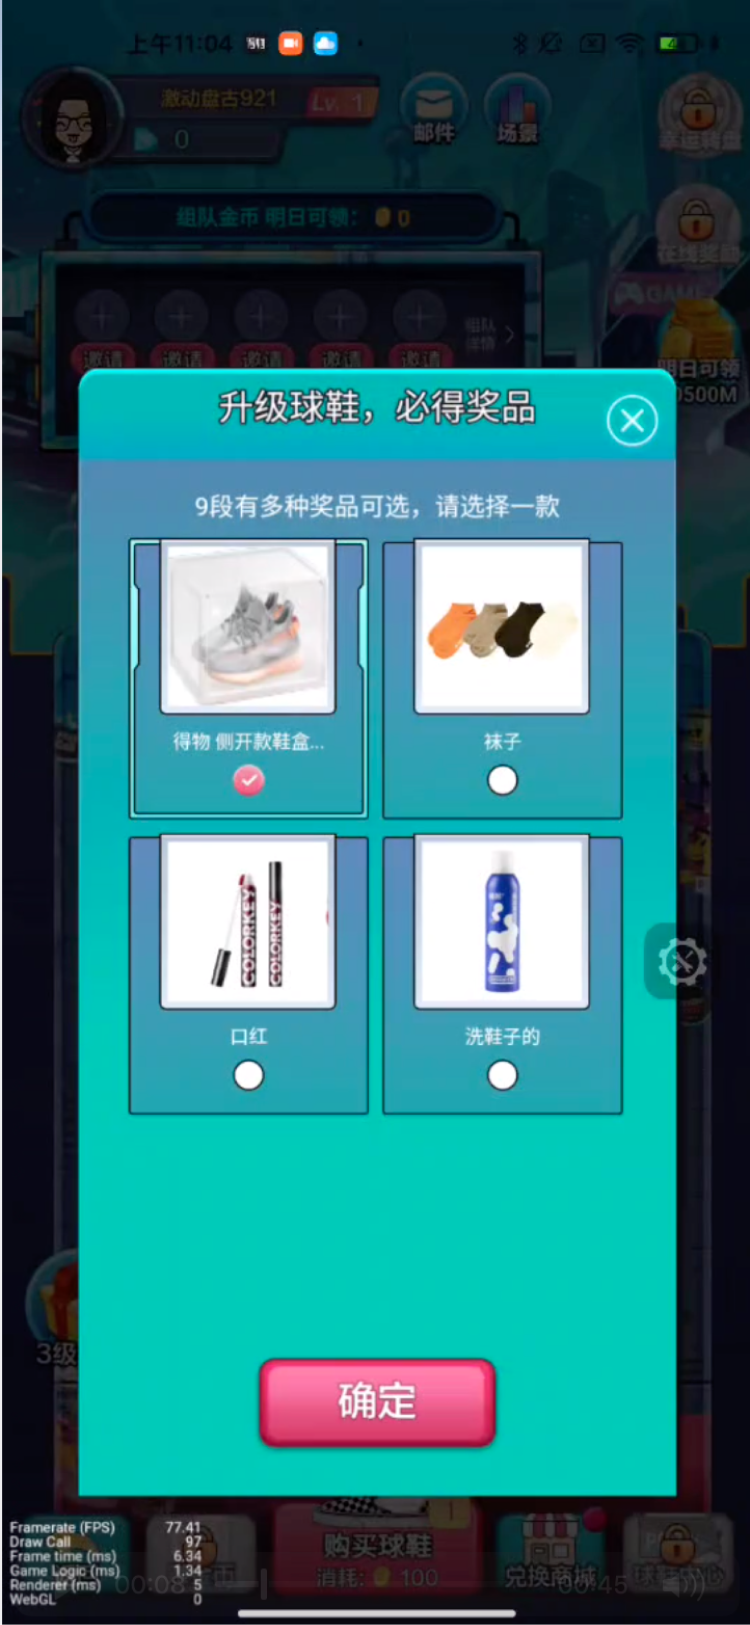 上午11:04
激动盘古921
Lv. 1
0
邮件
场景
幸运转盘
组队金币 明日可领： 0
在线奖励
GAME
组队
详情
邀请 邀请 邀请 邀请 邀请
明日可领
0500M
升级球鞋，必得奖品
9段有多种奖品可选，请选择一款
得物 侧开款鞋盒...
袜子
COLORKEY
COLORKEY
口红
洗鞋子的
3级
确定
Framerate (FPS) 77.41
Draw Call 97
Frame time (ms) 6.34
Game Logic (ms) 1.34
Renderer (ms) 5
WebGL 0
1
购买球鞋
消耗： 100
兑换商城
球鞋中心
00:08
00:45